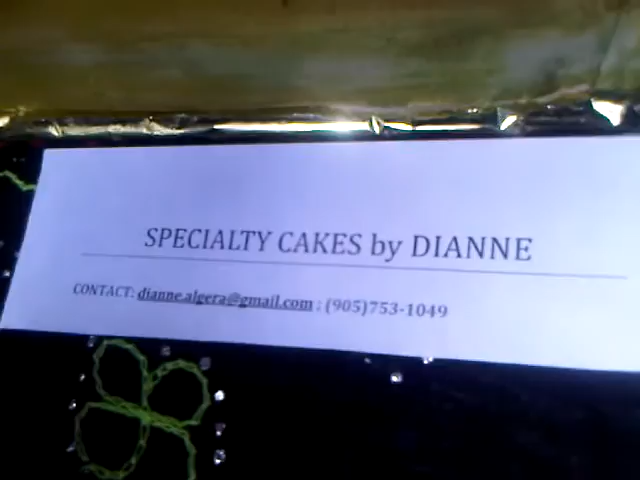 SPECIALTY CAKES by DIANNE
CONTACT: dianne.algera@gmail.com ; (905)753-1049